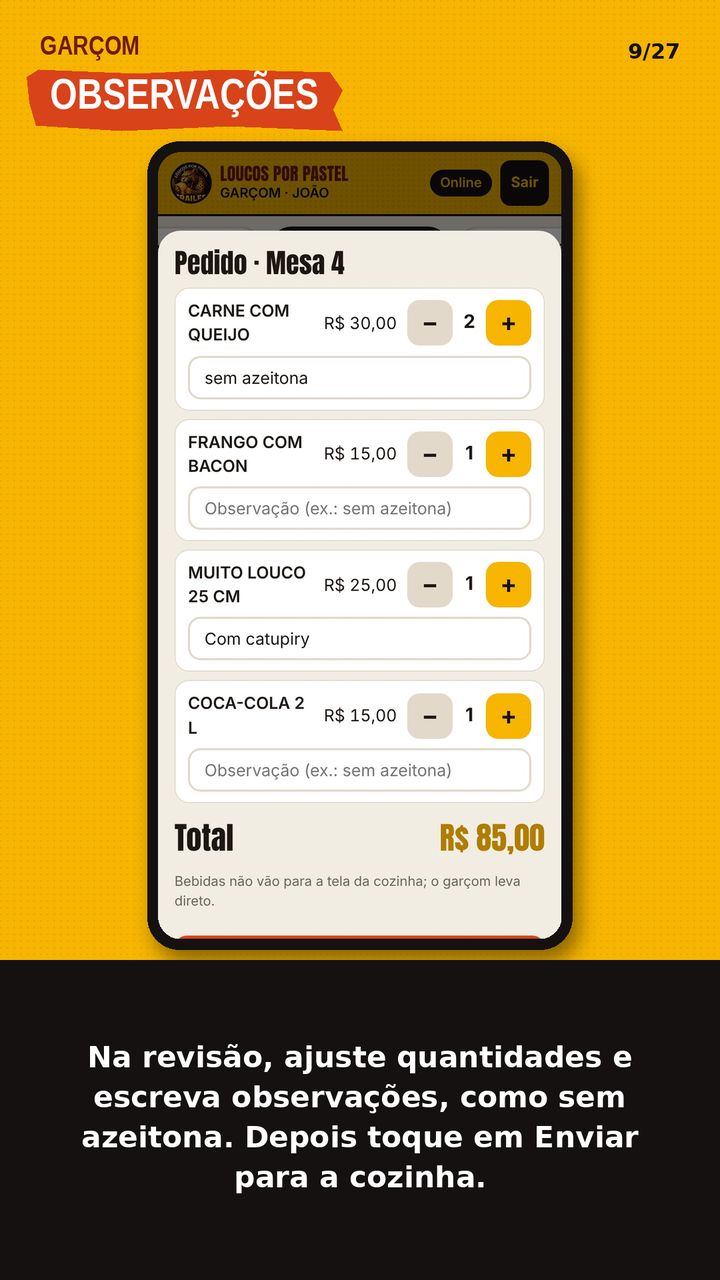 GARÇOM
9/27
OBSERVAÇÕES
LOUCOS POR PASTEL
GARÇOM · JOÃO
Online
Sair
Pedido · Mesa 4
CARNE COM
QUEIJO
R$ 30,00
−
2
+
sem azeitona
FRANGO COM
BACON
R$ 15,00
−
1
+
Observação (ex.: sem azeitona)
MUITO LOUCO
25 CM
R$ 25,00
−
1
+
Com catupiry
COCA-COLA 2
L
R$ 15,00
−
1
+
Observação (ex.: sem azeitona)
Total
R$ 85,00
Bebidas não vão para a tela da cozinha; o garçom leva
direto.
Na revisão, ajuste quantidades e
escreva observações, como sem
azeitona. Depois toque em Enviar
para a cozinha.